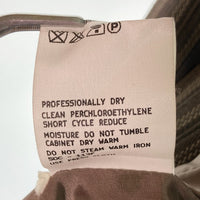 P
PROFESSIONALLY DRY
CLEAN PERCHLOROETHYLENE
SHORT CYCLE REDUCE
MOISTURE DO NOT TUMBLE
CABINET DRY WARM
DO NOT STEAM WARM IRON
USE